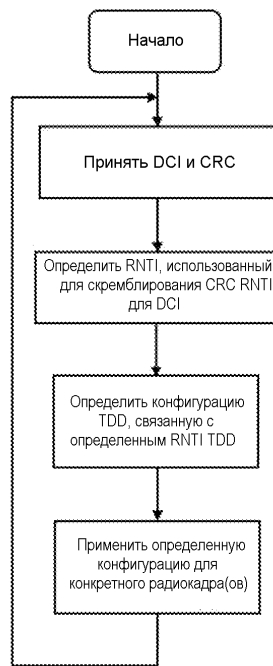 Начало
Принять DCI и CRC
Определить RNTI, использованный
для скремблирования CRC RNTI
для DCI
Определить конфигурацию
TDD, связанную с
определенным RNTI TDD
Применить определенную
конфигурацию для
конкретного радиокадра(ов)